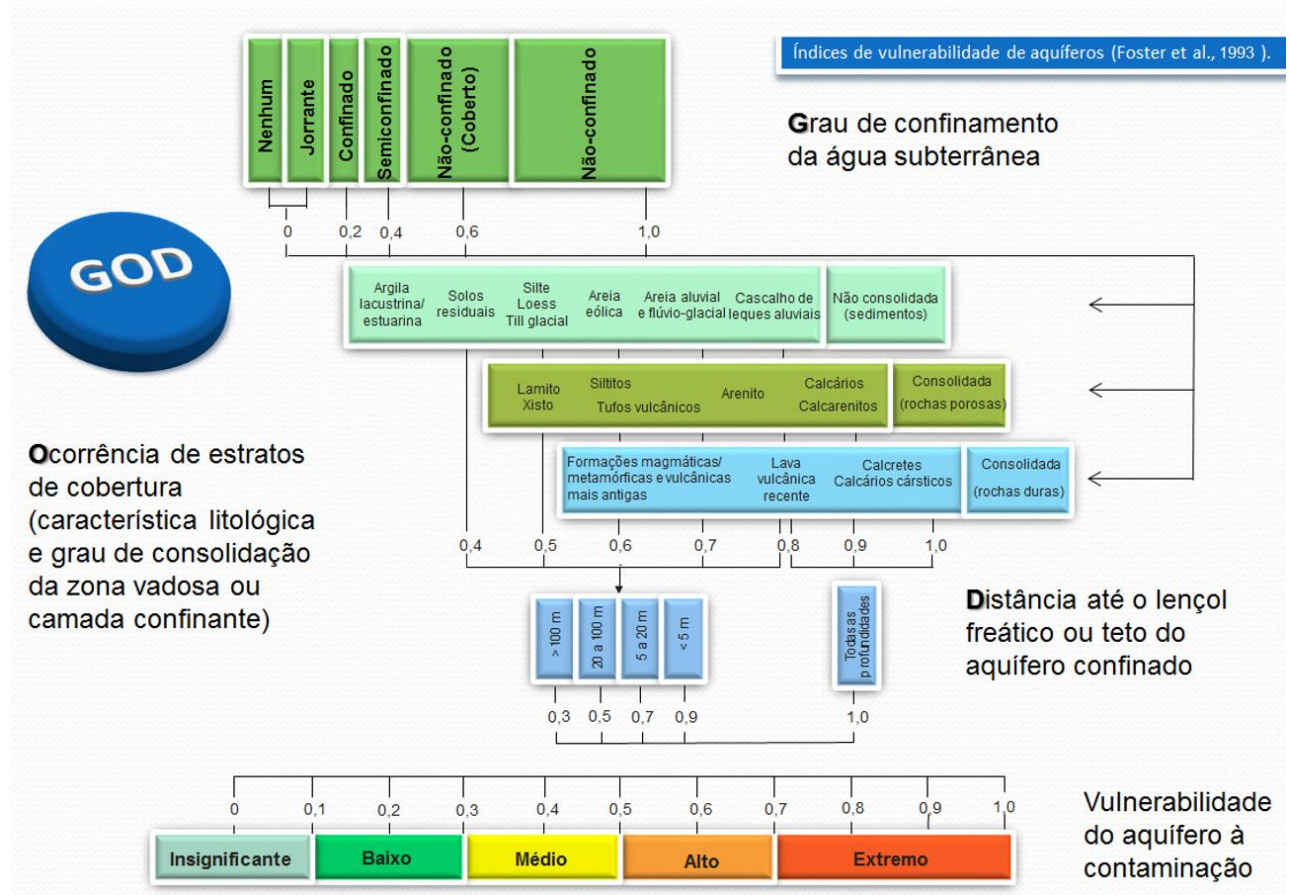 Nenhum
Jorrante
Confinado
Semiconfinado
Não-confinado
(Coberto)
Não-confinado
Índices de vulnerabilidade de aquíferos (Foster et al., 1993 ).
Grau de confinamento
da água subterrânea
0 0,2 0,4 0,6 1,0
GOD
Argila
lacustrina/
estuarina
Solos
residuais
Silte
Loess
Till glacial
Areia
eólica
Areia aluvial
e flúvio-glacial
Cascalho de
leques aluviais
Não consolidada
(sedimentos)
Lamito
Xisto
Siltitos
Tufos vulcânicos
Arenito
Calcários
Calcarenitos
Consolidada
(rochas porosas)
Formações magmáticas/
metamórficas e vulcânicas
mais antigas
Lava
vulcânica
recente
Calcretes
Calcários cársticos
Consolidada
(rochas duras)
Ocorrência de estratos
de cobertura
(característica litológica
e grau de consolidação
da zona vadosa ou
camada confinante)
0,4 0,5 0,6 0,7 0,8 0,9 1,0
> 100 m
20 a 100 m
5 a 20 m
< 5 m
Todas as
profundidades
Distância até o lençol
freático ou teto do
aquífero confinado
0,3 0,5 0,7 0,9 1,0
0 0,1 0,2 0,3 0,4 0,5 0,6 0,7 0,8 0,9 1,0
Insignificante
Baixo
Médio
Alto
Extremo
Vulnerabilidade
do aquífero à
contaminação